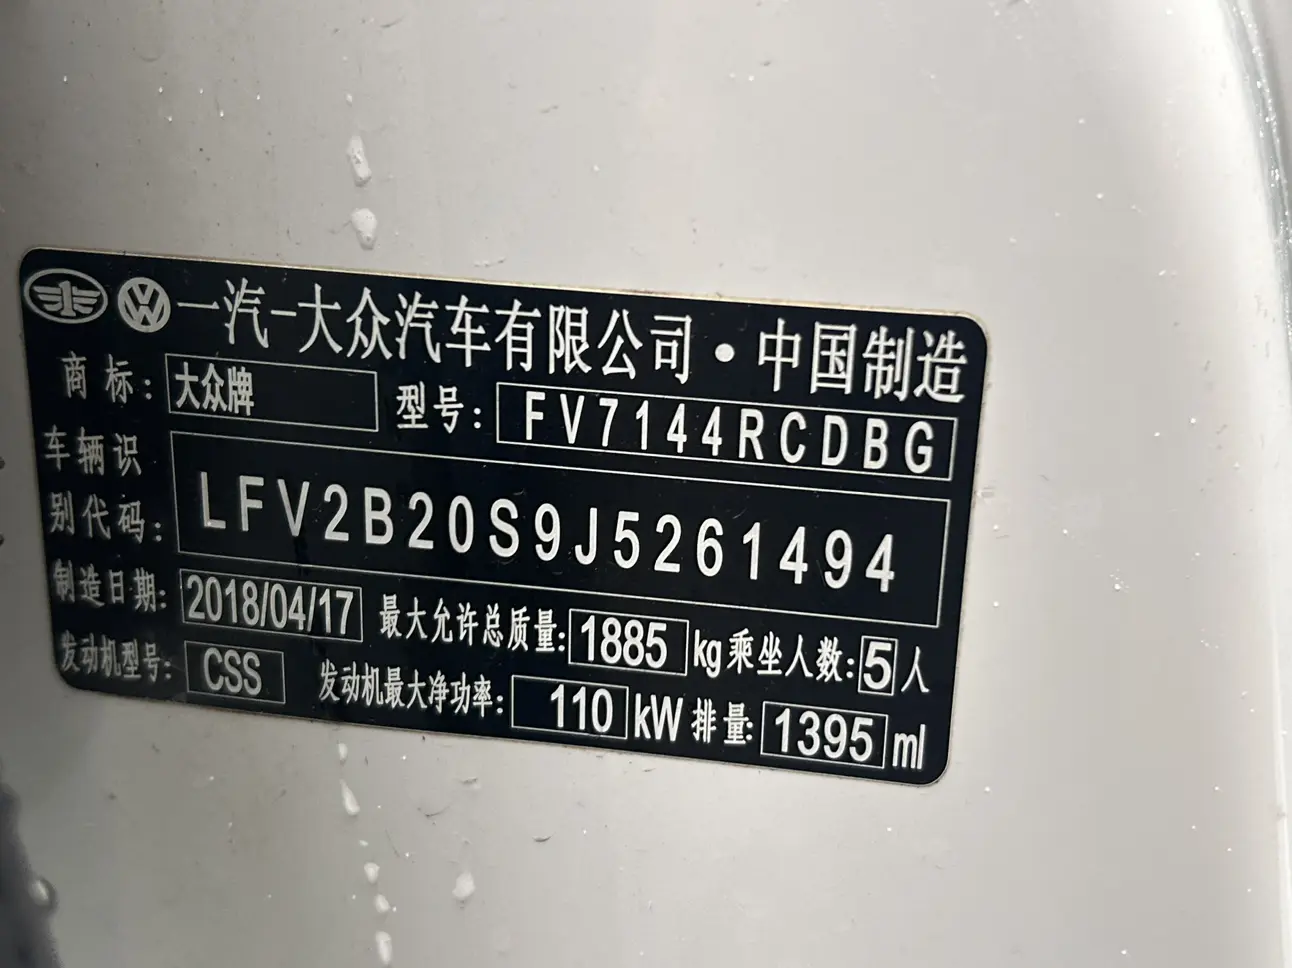 一汽-大众汽车有限公司·中国制造
商标: 大众牌 型号: FV7144RCDBG
车辆识别代码: LFV2B20S9J5261494
制造日期: 2018/04/17 最大允许总质量: 1885 kg 乘坐人数: 5 人
发动机型号: CSS 发动机最大净功率: 110 kW 排量: 1395 ml